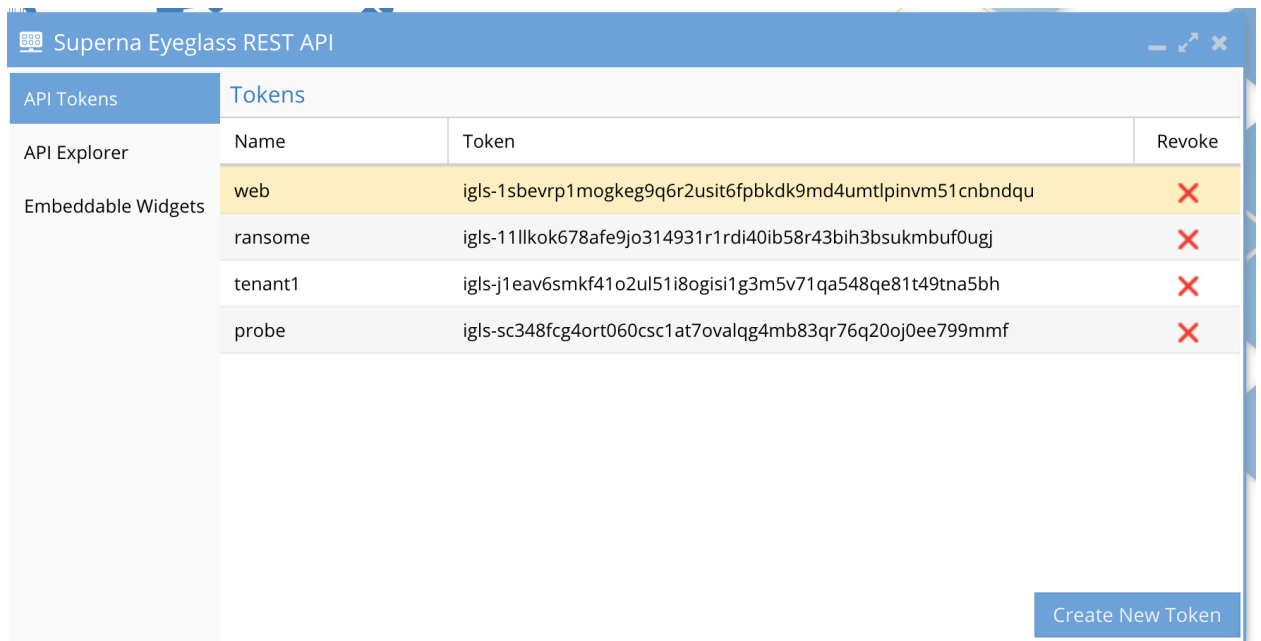 Superna Eyeglass REST API
API Tokens
API Explorer
Embeddable Widgets
Tokens
Name Token Revoke
web igls-1sbevrp1mogkeg9q6r2usit6fpbkdk9md4umtlpinvm51cnbndqu
ransome igls-11llkok678afe9jo314931r1rdi40ib58r43bih3bsukmbuf0ugj
tenant1 igls-j1eav6smkf41o2ul51i8ogisi1g3m5v71qa548qe81t49tna5bh
probe igls-sc348fcg4ort060csc1at7ovalqg4mb83qr76q20oj0ee799mmf
Create New Token